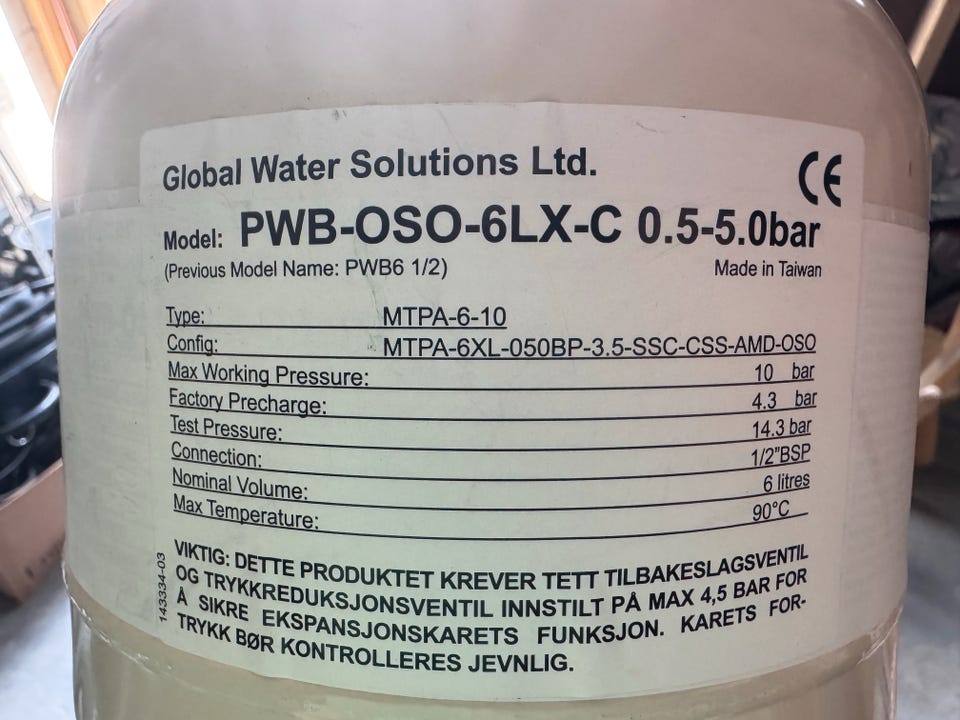 Global Water Solutions Ltd.
CE
Model: PWB-OSO-6LX-C 0.5-5.0bar
(Previous Model Name: PWB6 1/2) Made in Taiwan
Type: MTPA-6-10
Config: MTPA-6XL-050BP-3.5-SSC-CSS-AMD-OSO
Max Working Pressure: 10 bar
Factory Precharge: 4.3 bar
Test Pressure: 14.3 bar
Connection: 1/2"BSP
Nominal Volume: 6 litres
Max Temperature: 90°C
VIKTIG: DETTE PRODUKTET KREVER TETT TILBAKESLAGSVENTIL
OG TRYKKREDUKSJONSVENTIL INNSTILT PÅ MAX 4,5 BAR FOR
Å SIKRE EKSPANSJONSKARETS FUNKSJON. KARETS FOR-
TRYKK BØR KONTROLLERES JEVNLIG.
143334-03